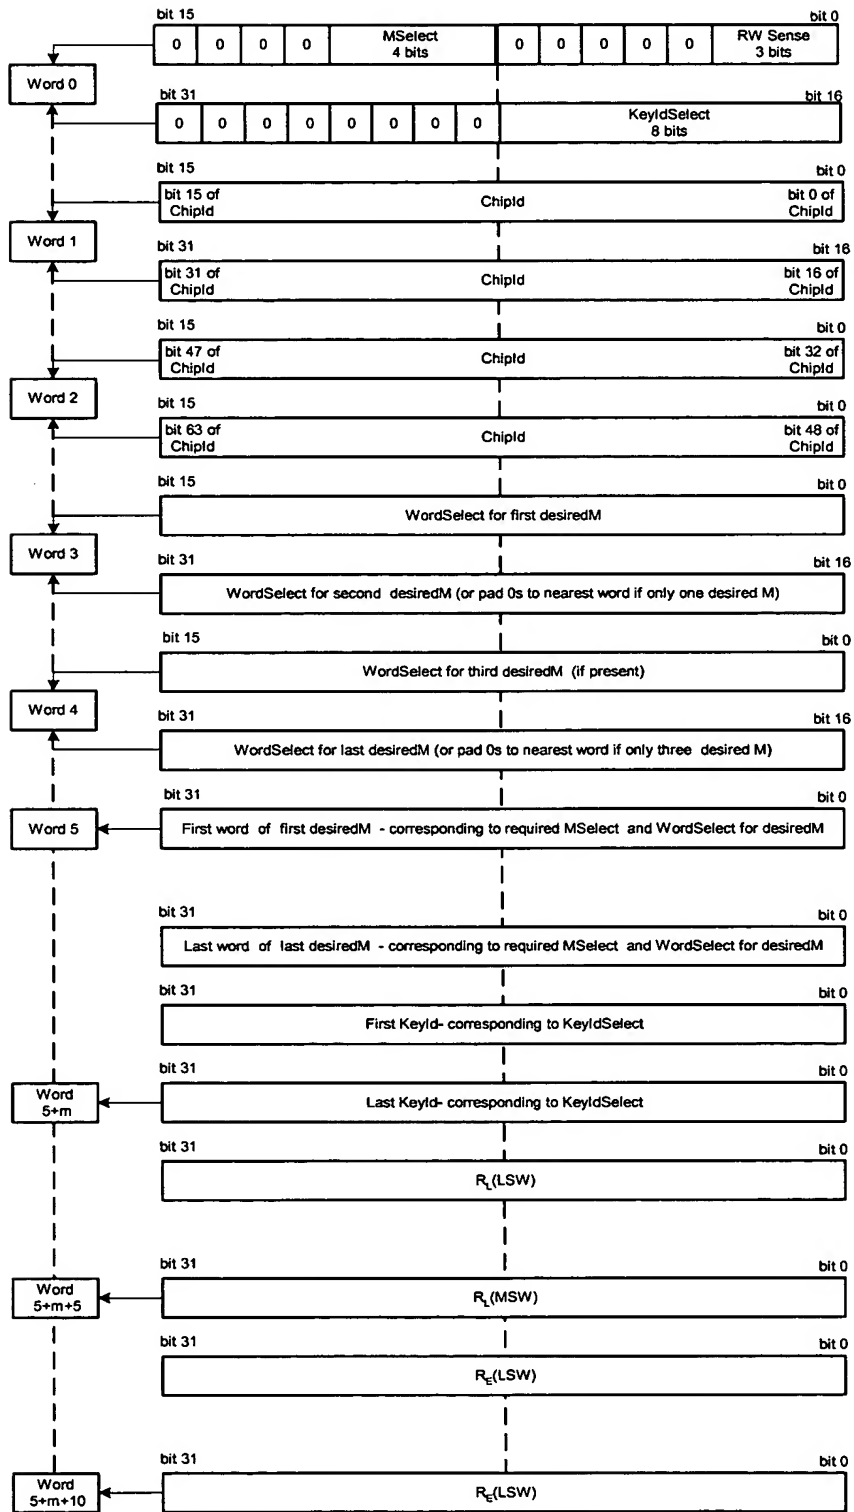 bit 15
bit 0
0
0
0
0
MSelect
4 bits
0
0
0
0
0
RW Sense
3 bits
Word 0
bit 31
bit 16
0
0
0
0
0
0
0
0
KeyIdSelect
8 bits
bit 15
bit 0
bit 15 of
ChipId
ChipId
bit 0 of
ChipId
Word 1
bit 31
bit 16
bit 31 of
ChipId
ChipId
bit 16 of
ChipId
bit 15
bit 0
bit 47 of
ChipId
ChipId
bit 32 of
ChipId
Word 2
bit 15
bit 0
bit 63 of
ChipId
ChipId
bit 48 of
ChipId
bit 15
bit 0
WordSelect for first desiredM
Word 3
bit 31
bit 16
WordSelect for second desiredM (or pad 0s to nearest word if only one desired M)
bit 15
bit 0
WordSelect for third desiredM (if present)
Word 4
bit 31
bit 16
WordSelect for last desiredM (or pad 0s to nearest word if only three desired M)
bit 31
bit 0
Word 5
First word of first desiredM - corresponding to required MSelect and WordSelect for desiredM
bit 31
bit 0
Last word of last desiredM - corresponding to required MSelect and WordSelect for desiredM
bit 31
bit 0
First KeyId- corresponding to KeyIdSelect
bit 31
bit 0
Word
5+m
Last KeyId- corresponding to KeyIdSelect
bit 31
bit 0
R_L(LSW)
bit 31
bit 0
Word
5+m+5
R_L(MSW)
bit 31
bit 0
R_E(LSW)
bit 31
bit 0
Word
5+m+10
R_E(LSW)